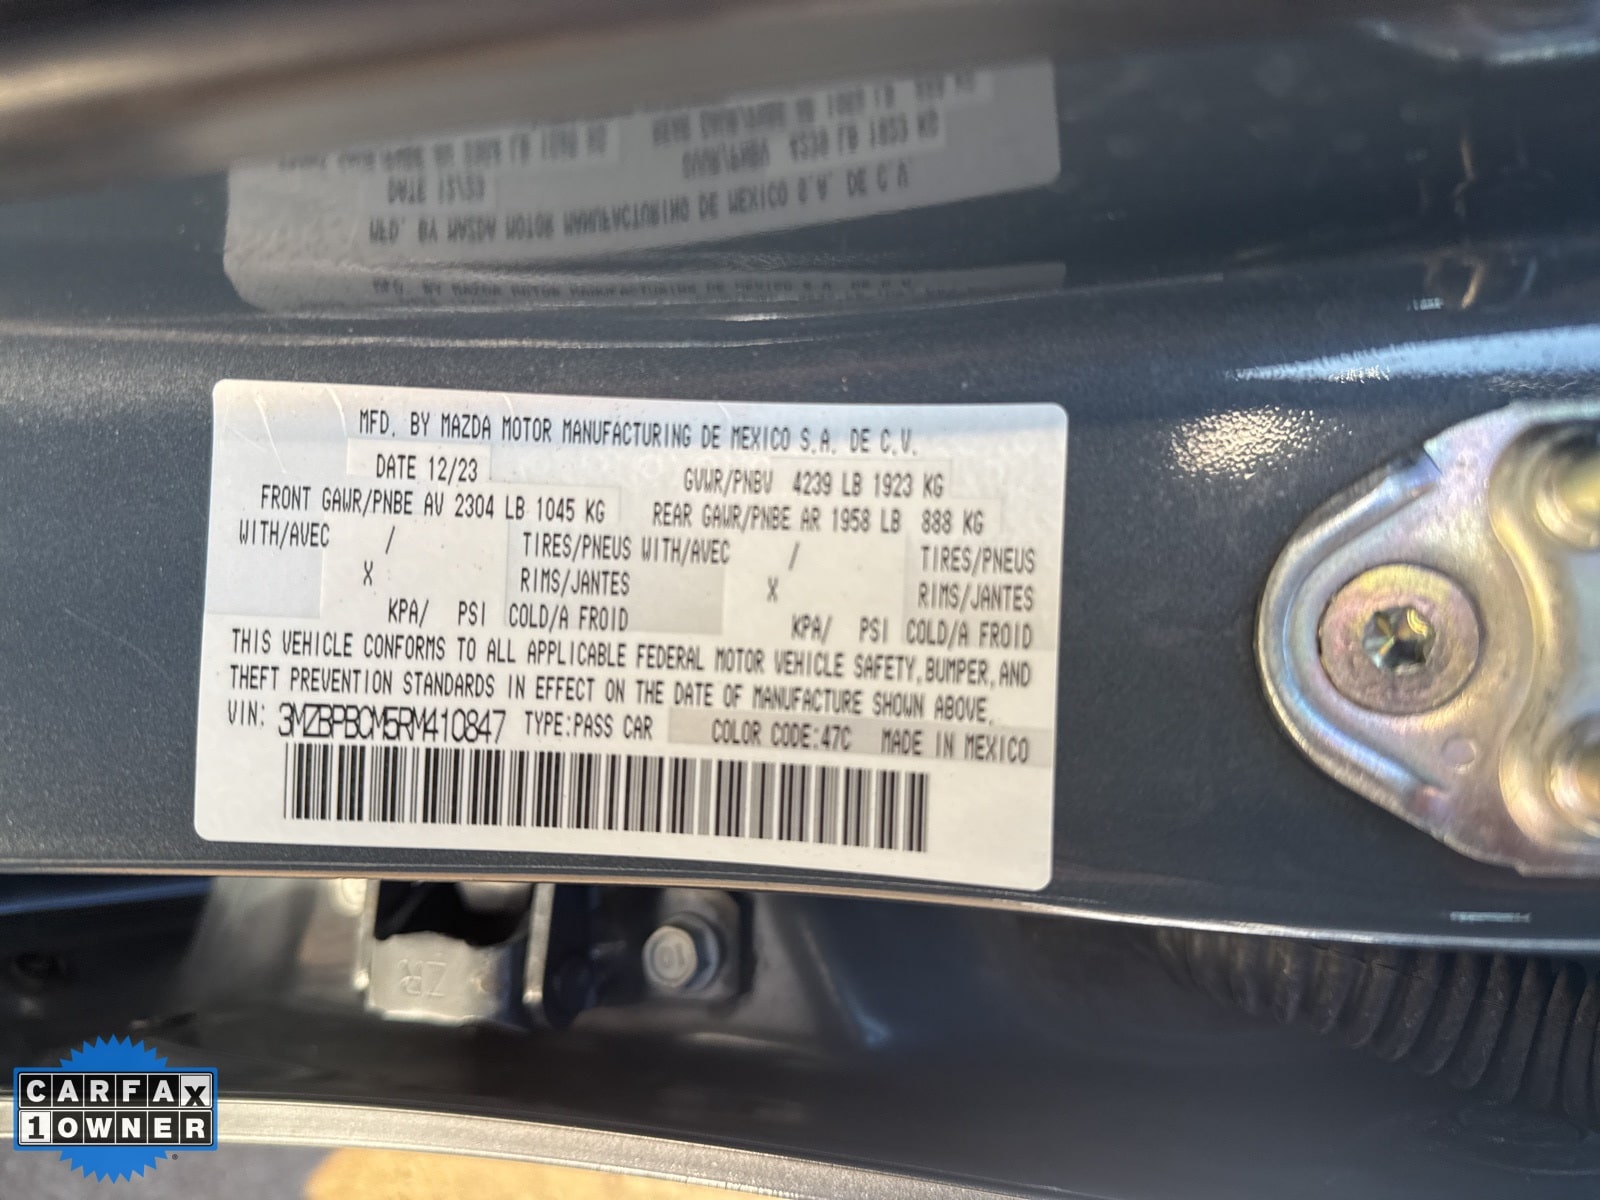 MFD. BY MAZDA MOTOR MANUFACTURING DE MEXICO S.A. DE C.V.
DATE 12/23 GVWR/PNBV 4239 LB 1923 KG
FRONT GAWR/PNBE AV 2304 LB 1045 KG REAR GAWR/PNBE AR 1958 LB 888 KG
WITH/AVEC / TIRES/PNEUS WITH/AVEC / TIRES/PNEUS
X RIMS/JANTES X RIMS/JANTES
KPA/ PSI COLD/A FROID KPA/ PSI COLD/A FROID
THIS VEHICLE CONFORMS TO ALL APPLICABLE FEDERAL MOTOR VEHICLE SAFETY, BUMPER, AND
THEFT PREVENTION STANDARDS IN EFFECT ON THE DATE OF MANUFACTURE SHOWN ABOVE.
VIN: 3MZBPBCM5RM410847 TYPE:PASS CAR COLOR CODE:47C MADE IN MEXICO
CARFAX
1 OWNER